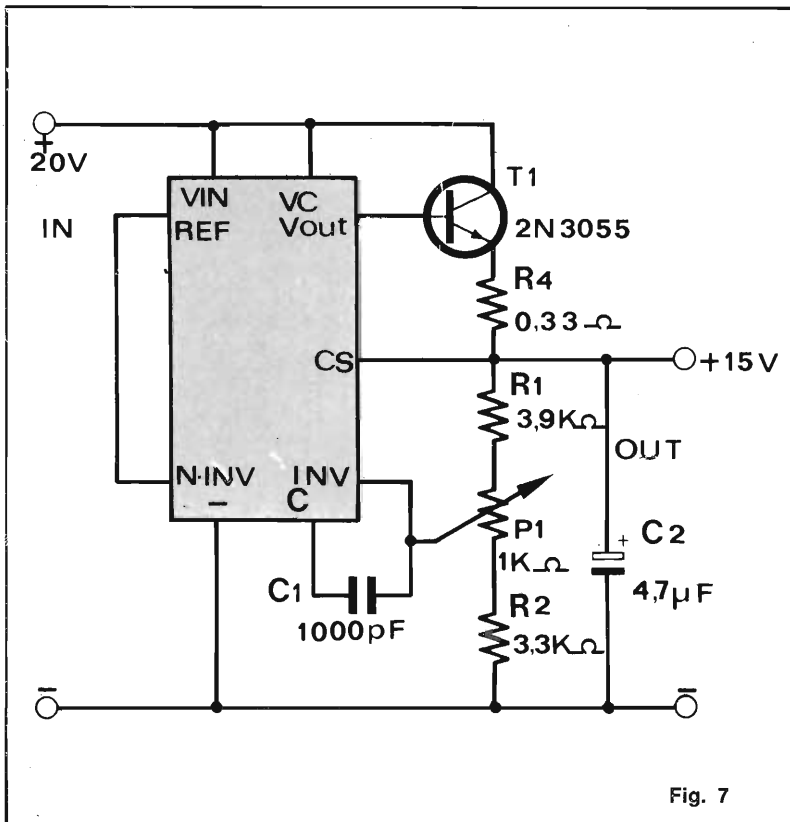 +
20V
IN
VIN
VC
REF
Vout
T1
2N3055
R4
0,33 Ω
CS
+15V
R1
3,9KΩ
OUT
N·INV
INV
–
C
P1
1KΩ
+
C2
4,7µF
C1
1000pF
R2
3,3KΩ
–
–
Fig. 7